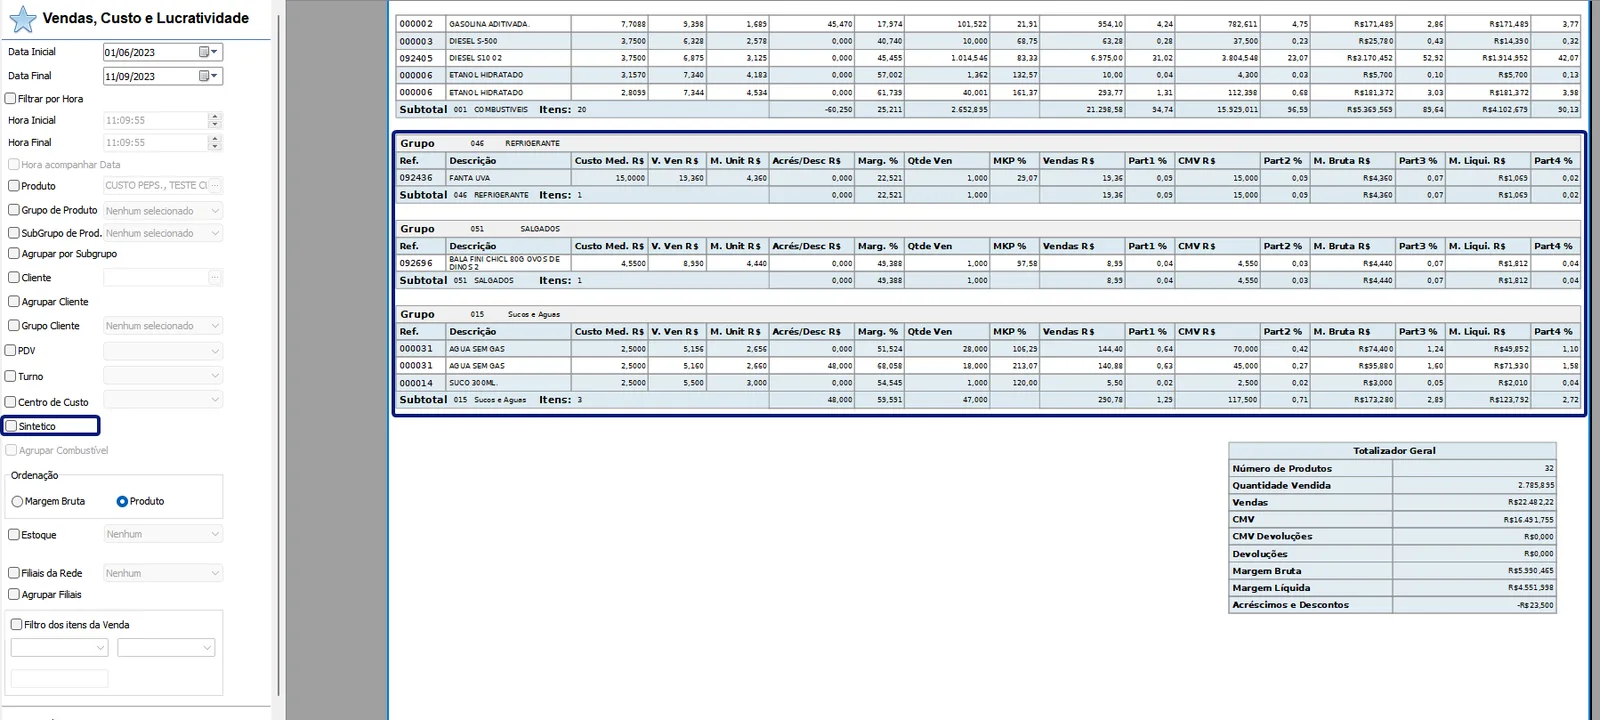 Vendas, Custo e Lucratividade
Data Inicial 01/06/2023
Data Final 11/09/2023
Filtrar por Hora
Hora Inicial 11:09:55
Hora Final 11:09:55
Hora acompanhar Data
Produto CUSTO PEPS., TESTE CU ...
Grupo de Produto Nenhum selecionado
SubGrupo de Prod. Nenhum selecionado
Agrupar por Subgrupo
Cliente ...
Agrupar Cliente
Grupo Cliente Nenhum selecionado
PDV
Turno
Centro de Custo
Sintetico
Agrupar Combustível
Ordenação
Margem Bruta Produto
Estoque Nenhum
Filiais da Rede Nenhum
Agrupar Filiais
Filtro dos itens da Venda
000002 GASOLINA ADITIVADA. 7,7088 9,398 1,689 45,470 17,974 101,522 21,91 954,10 4,24 782,611 4,75 R$171,489 2,86 R$171,489 3,77
000003 DIESEL S-500 3,7500 6,328 2,578 0,000 40,740 10,000 68,75 63,28 0,28 37,500 0,23 R$25,780 0,43 R$14,390 0,32
092405 DIESEL S10 02 3,7500 6,875 3,125 0,000 45,455 1.014,546 83,33 6.975,00 31,02 3.804,548 23,07 R$3.170,452 52,92 R$1.914,952 42,07
000006 ETANOL HIDRATADO 3,1570 7,340 4,183 0,000 57,002 1,362 132,57 10,00 0,04 4,300 0,03 R$5,700 0,10 R$5,700 0,13
000006 ETANOL HIDRATADO 2,8099 7,344 4,534 0,000 61,739 40,001 161,37 293,77 1,31 112,398 0,68 R$181,372 3,03 R$181,372 3,98
Subtotal 001 COMBUSTIVEIS Itens: 20 -60,250 25,211 2.652,895 21.298,58 94,74 15.929,011 96,59 R$5.369,569 89,64 R$4.102,679 90,13
Grupo 046 REFRIGERANTE
Ref. Descrição Custo Med. R$ V. Ven R$ M. Unit R$ Acrés/Desc R$ Marg. % Qtde Ven MKP % Vendas R$ Part1 % CMV R$ Part2 % M. Bruta R$ Part3 % M. Liqui. R$ Part4 %
092436 FANTA UVA 15,0000 19,360 4,360 0,000 22,521 1,000 29,07 19,36 0,09 15,000 0,09 R$4,360 0,07 R$1,069 0,02
Subtotal 046 REFRIGERANTE Itens: 1 0,000 22,521 1,000 19,36 0,09 15,000 0,09 R$4,360 0,07 R$1,069 0,02
Grupo 051 SALGADOS
Ref. Descrição Custo Med. R$ V. Ven R$ M. Unit R$ Acrés/Desc R$ Marg. % Qtde Ven MKP % Vendas R$ Part1 % CMV R$ Part2 % M. Bruta R$ Part3 % M. Liqui. R$ Part4 %
092696 BALA FINI CHICL 80G OVOS DE DINOS 2 4,5500 8,990 4,440 0,000 49,388 1,000 97,58 8,99 0,04 4,550 0,03 R$4,440 0,07 R$1,812 0,04
Subtotal 051 SALGADOS Itens: 1 0,000 49,388 1,000 8,99 0,04 4,550 0,03 R$4,440 0,07 R$1,812 0,04
Grupo 015 Sucos e Aguas
Ref. Descrição Custo Med. R$ V. Ven R$ M. Unit R$ Acrés/Desc R$ Marg. % Qtde Ven MKP % Vendas R$ Part1 % CMV R$ Part2 % M. Bruta R$ Part3 % M. Liqui. R$ Part4 %
000031 AGUA SEM GAS 2,5000 5,156 2,656 0,000 51,524 28,000 106,29 144,40 0,64 70,000 0,42 R$74,400 1,24 R$49,852 1,10
000031 AGUA SEM GAS 2,5000 5,160 2,660 48,000 68,058 18,000 213,07 140,88 0,63 45,000 0,27 R$95,880 1,60 R$71,930 1,58
000014 SUCO 300ML. 2,5000 5,500 3,000 0,000 54,545 1,000 120,00 5,50 0,02 2,500 0,02 R$3,000 0,05 R$2,010 0,04
Subtotal 015 Sucos e Aguas Itens: 3 48,000 59,591 47,000 290,78 1,29 117,500 0,71 R$173,280 2,89 R$123,792 2,72
Totalizador Geral
Número de Produtos 32
Quantidade Vendida 2.785,895
Vendas R$22.482,22
CMV R$16.491,755
CMV Devoluções R$0,000
Devoluções R$0,000
Margem Bruta R$5.990,465
Margem Líquida R$4.551,998
Acréscimos e Descontos -R$23,500